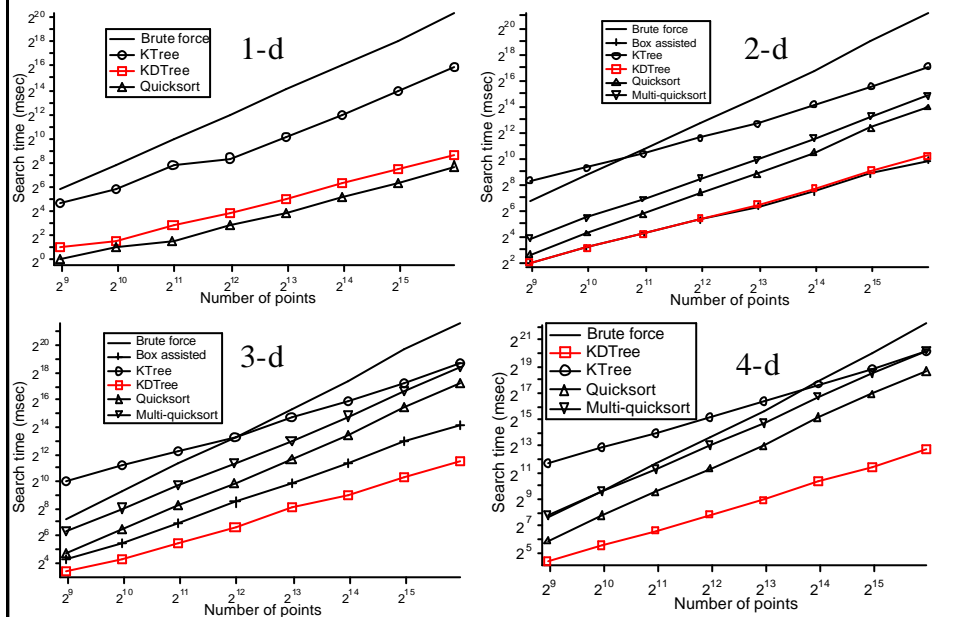 1-d
Search time (msec)
2^20
2^18
2^16
2^14
2^12
2^10
2^8
2^6
2^4
2^2
2^0
Brute force
KTree
KDTree
Quicksort
2^9 2^10 2^11 2^12 2^13 2^14 2^15
Number of points
2-d
Search time (msec)
2^20
2^18
2^16
2^14
2^12
2^10
2^8
2^6
2^4
2^2
Brute force
Box assisted
KTree
KDTree
Quicksort
Multi-quicksort
2^9 2^10 2^11 2^12 2^13 2^14 2^15
Number of points
3-d
Search time (msec)
2^20
2^18
2^16
2^14
2^12
2^10
2^8
2^6
2^4
Brute force
Box assisted
KTree
KDTree
Quicksort
Multi-quicksort
2^9 2^10 2^11 2^12 2^13 2^14 2^15
Number of points
4-d
Search time (msec)
2^21
2^19
2^17
2^15
2^13
2^11
2^9
2^7
2^5
Brute force
KDTree
KTree
Quicksort
Multi-quicksort
2^9 2^10 2^11 2^12 2^13 2^14 2^15
Number of points